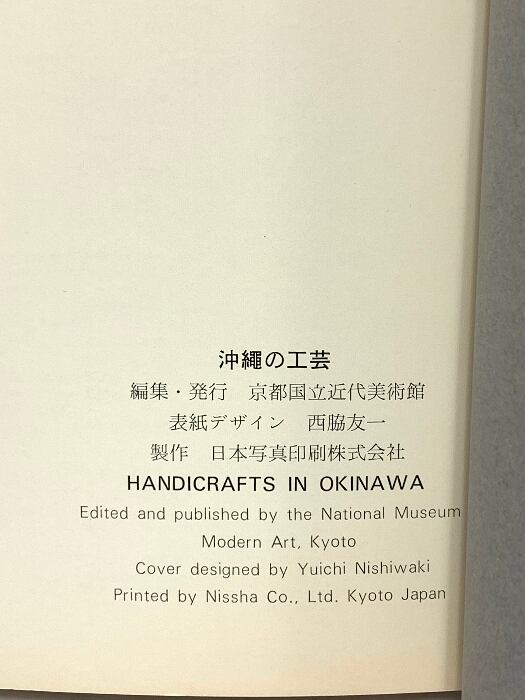 沖繩の工芸
編集・発行　京都国立近代美術館
表紙デザイン　西脇友一
製作　日本写真印刷株式会社
HANDICRAFTS IN OKINAWA
Edited and published by the National Museum
Modern Art, Kyoto
Cover designed by Yuichi Nishiwaki
Printed by Nissha Co., Ltd. Kyoto Japan